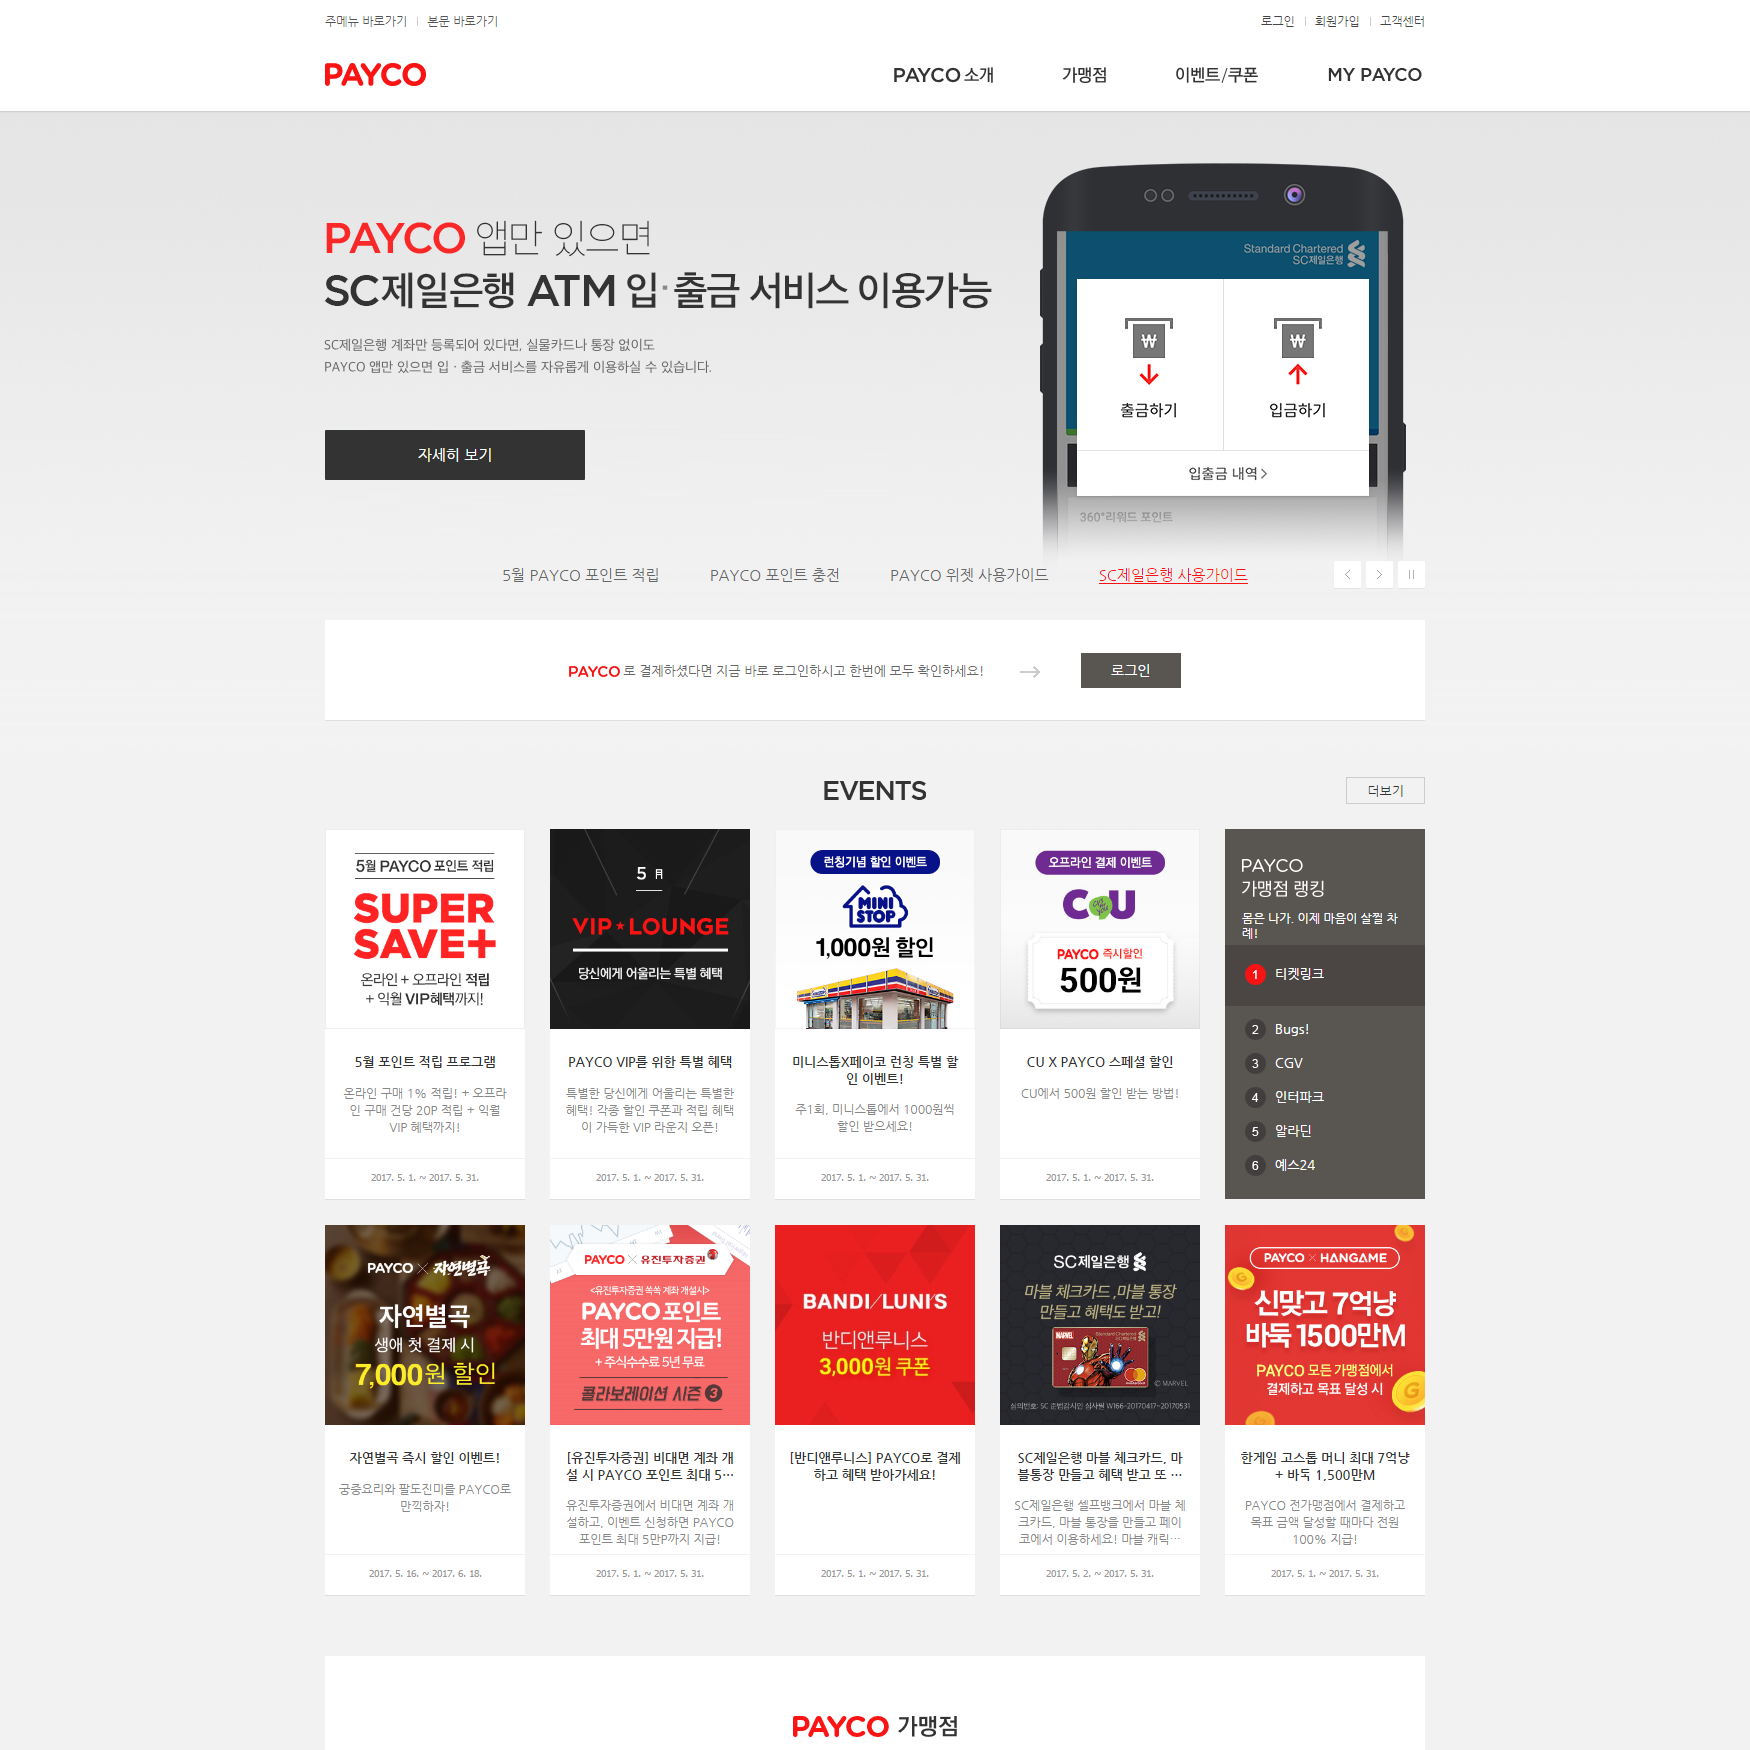 주메뉴 바로가기
본문 바로가기
로그인
회원가입
고객센터
PAYCO
PAYCO 소개
가맹점
이벤트/쿠폰
MY PAYCO
PAYCO 앱만 있으면
SC제일은행 ATM 입·출금 서비스 이용가능
SC제일은행 계좌만 등록되어 있다면, 실물카드나 통장 없이도
PAYCO 앱만 있으면 입 · 출금 서비스를 자유롭게 이용하실 수 있습니다.
자세히 보기
Standard Chartered
SC제일은행
₩
₩
출금하기
입금하기
입출금 내역 >
360°리워드 포인트
5월 PAYCO 포인트 적립
PAYCO 포인트 충전
PAYCO 위젯 사용가이드
SC제일은행 사용가이드
PAYCO 로 결제하셨다면 지금 바로 로그인하시고 한번에 모두 확인하세요!
로그인
EVENTS
더보기
5월 PAYCO 포인트 적립
SUPER
SAVE+
온라인 + 오프라인 적립
+ 익월 VIP혜택까지!
5월 포인트 적립 프로그램
온라인 구매 1% 적립! + 오프라
인 구매 건당 20P 적립 + 익월
VIP 혜택까지!
2017. 5. 1. ~ 2017. 5. 31.
5 月
VIP★LOUNGE
당신에게 어울리는 특별 혜택
PAYCO VIP를 위한 특별 혜택
특별한 당신에게 어울리는 특별한
혜택! 각종 할인 쿠폰과 적립 혜택
이 가득한 VIP 라운지 오픈!
2017. 5. 1. ~ 2017. 5. 31.
런칭기념 할인 이벤트
MINI
STOP
1,000원 할인
미니스톱X페이코 런칭 특별 할
인 이벤트!
주1회, 미니스톱에서 1000원씩
할인 받으세요!
2017. 5. 1. ~ 2017. 5. 31.
오프라인 결제 이벤트
CU
PAYCO 즉시할인
500원
CU X PAYCO 스페셜 할인
CU에서 500원 할인 받는 방법!
2017. 5. 1. ~ 2017. 5. 31.
PAYCO
가맹점 랭킹
몸은 나가. 이제 마음이 살찔 차
례!
1 티켓링크
2 Bugs!
3 CGV
4 인터파크
5 알라딘
6 예스24
PAYCO × 자연별곡
자연별곡
생애 첫 결제 시
7,000원 할인
자연별곡 즉시 할인 이벤트!
궁중요리와 팔도진미를 PAYCO로
만끽하자!
2017. 5. 16. ~ 2017. 6. 18.
PAYCO × 유진투자증권
<유진투자증권 쏙쏙 계좌 개설시>
PAYCO 포인트
최대 5만원 지급!
+ 주식수수료 5년 무료
콜라보레이션 시즌 3
[유진투자증권] 비대면 계좌 개
설 시 PAYCO 포인트 최대 5…
유진투자증권에서 비대면 계좌 개
설하고, 이벤트 신청하면 PAYCO
포인트 최대 5만P까지 지급!
2017. 5. 1. ~ 2017. 5. 31.
BANDI/LUNI'S
반디앤루니스
3,000원 쿠폰
[반디앤루니스] PAYCO로 결제
하고 혜택 받아가세요!
2017. 5. 1. ~ 2017. 5. 31.
SC제일은행
마블 체크카드 ,마블 통장
만들고 혜택도 받고!
MARVEL
Standard Chartered
SC제일은행
© MARVEL
심의번호: SC 준법감시인 심사필 W166-20170417~20170531
SC제일은행 마블 체크카드, 마
블통장 만들고 혜택 받고 또 …
SC제일은행 셀프뱅크에서 마블 체
크카드, 마블 통장을 만들고 페이
코에서 이용하세요! 마블 캐릭…
2017. 5. 2. ~ 2017. 5. 31.
PAYCO × HANGAME
신맞고 7억냥
바둑 1500만M
PAYCO 모든 가맹점에서
결제하고 목표 달성 시
한게임 고스톱 머니 최대 7억냥
+ 바둑 1,500만M
PAYCO 전가맹점에서 결제하고
목표 금액 달성할 때마다 전원
100% 지급!
2017. 5. 1. ~ 2017. 5. 31.
PAYCO 가맹점